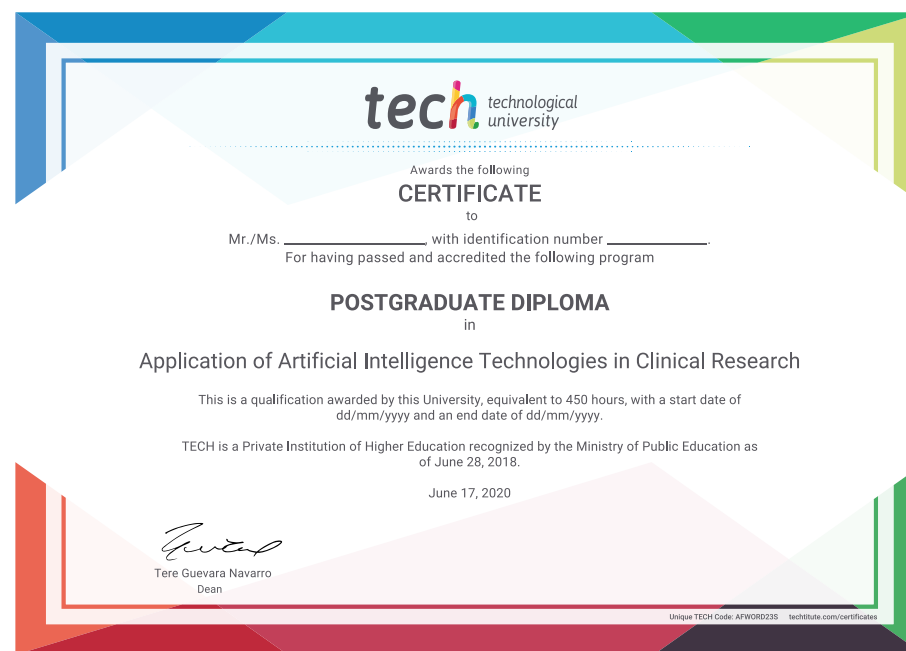 tech technological
university
Awards the following
CERTIFICATE
to
Mr./Ms. ____________, with identification number ____________.
For having passed and accredited the following program
POSTGRADUATE DIPLOMA
in
Application of Artificial Intelligence Technologies in Clinical Research
This is a qualification awarded by this University, equivalent to 450 hours, with a start date of
dd/mm/yyyy and an end date of dd/mm/yyyy.
TECH is a Private Institution of Higher Education recognized by the Ministry of Public Education as
of June 28, 2018.
June 17, 2020
Tere Guevara Navarro
Dean
Unique TECH Code: AFWORD23S techtitute.com/certificates